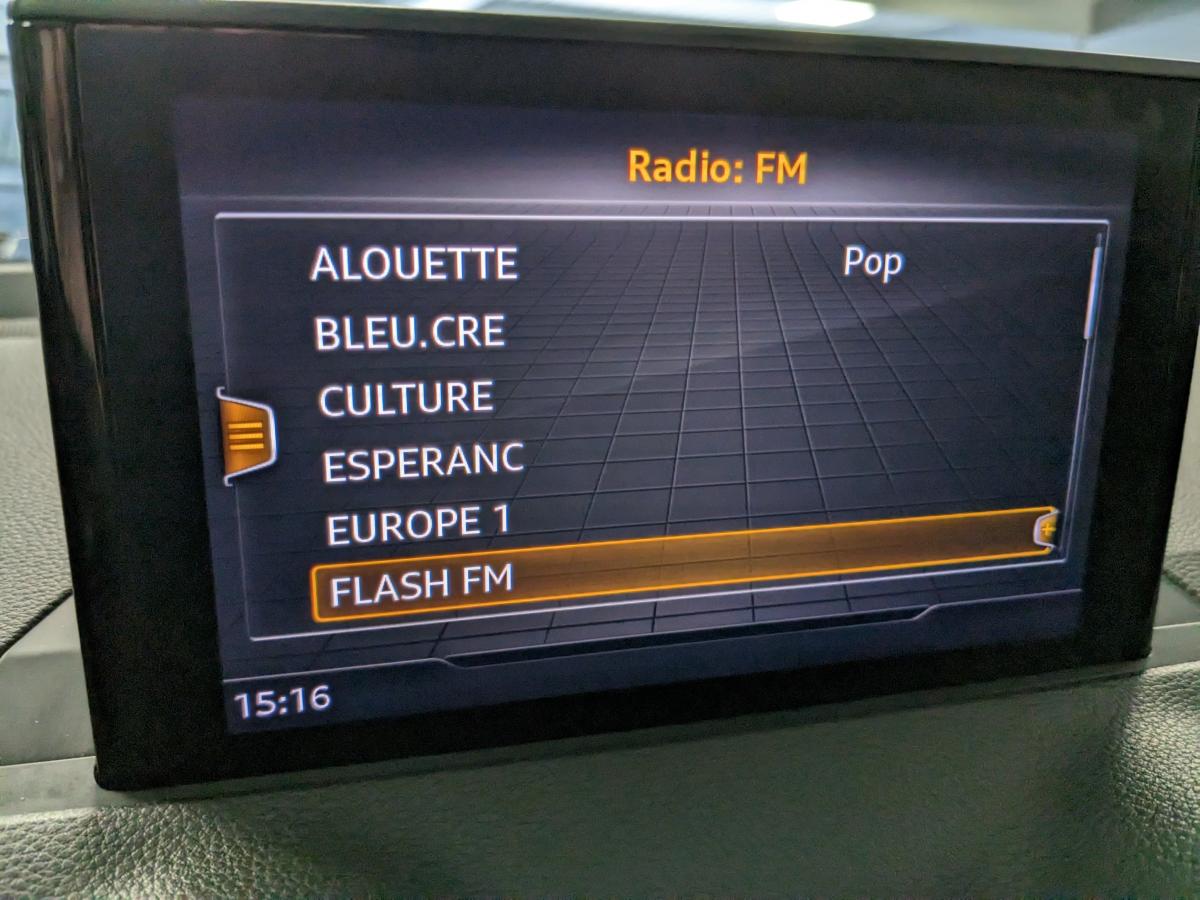 Radio: FM
ALOUETTE Pop
BLEU.CRE
CULTURE
ESPERANC
EUROPE 1
FLASH FM
15:16